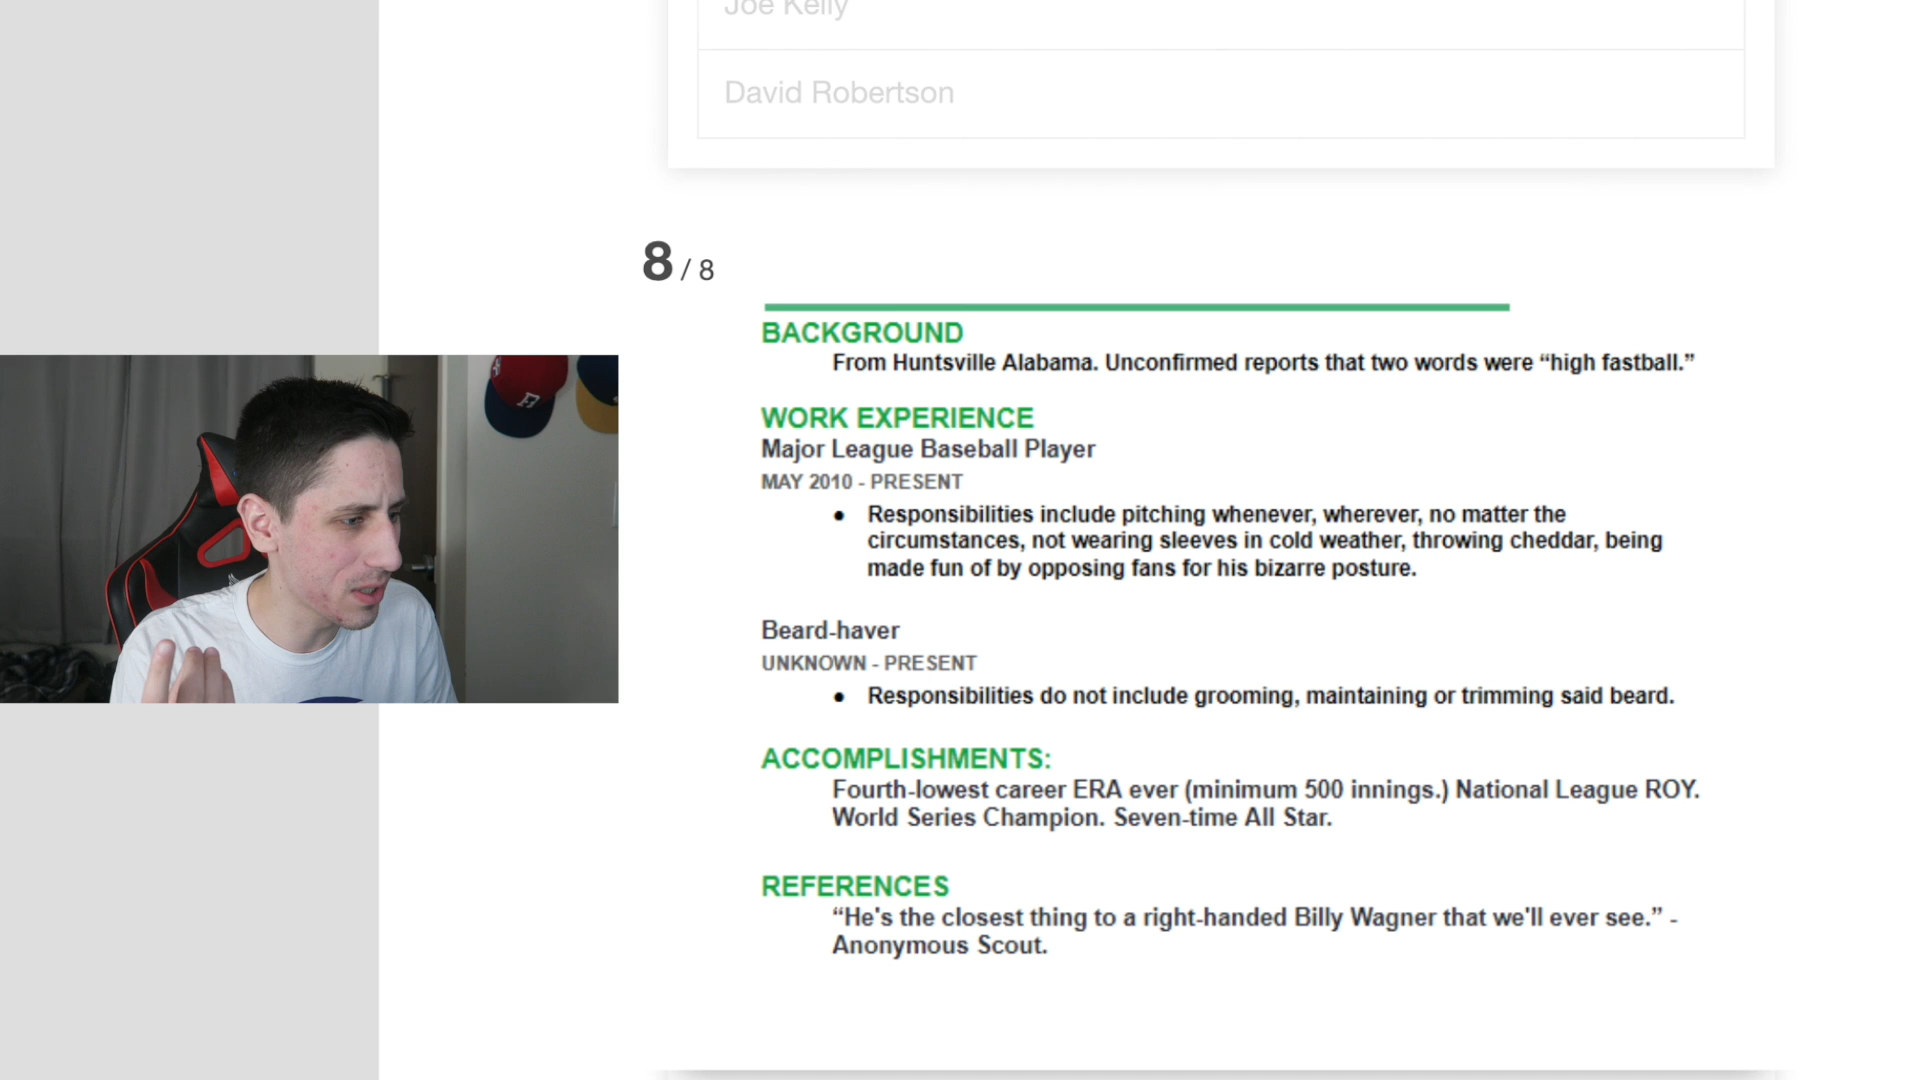 Joe Kelly
David Robertson
8 / 8
BACKGROUND
From Huntsville Alabama. Unconfirmed reports that two words were “high fastball.”
WORK EXPERIENCE
Major League Baseball Player
MAY 2010 - PRESENT
● Responsibilities include pitching whenever, wherever, no matter the
circumstances, not wearing sleeves in cold weather, throwing cheddar, being
made fun of by opposing fans for his bizarre posture.
Beard-haver
UNKNOWN - PRESENT
● Responsibilities do not include grooming, maintaining or trimming said beard.
ACCOMPLISHMENTS:
Fourth-lowest career ERA ever (minimum 500 innings.) National League ROY.
World Series Champion. Seven-time All Star.
REFERENCES
“He's the closest thing to a right-handed Billy Wagner that we'll ever see.” -
Anonymous Scout.